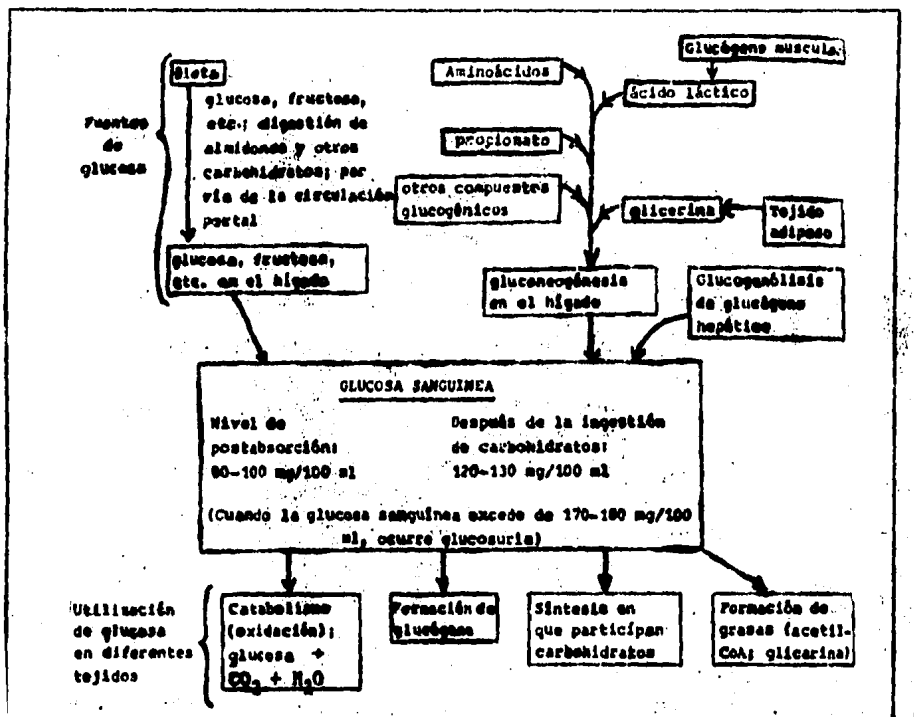 Fuentes
de
glucosa
Dieta
glucosa, fructosa,
etc.; digestión de
almidones y otros
carbohidratos; por
vía de la circulación
portal
glucosa, fructosa,
etc. en el hígado
Aminoácidos
propionato
otros compuestos
glucogénicos
Glucógeno muscula
ácido láctico
glicerina
Tejido
adiposo
gluconeogénesis
en el hígado
Glucogenólisis
de glucógeno
hepático
GLUCOSA SANGUINEA
Nivel de
postabsorción:
mg/100 ml
Después de la ingestión
de carbohidratos:
120-130 mg/100 ml
(Cuando la glucosa sanguínea excede de 170-180 mg/100
ml, ocurre glucosuria)
Utilización
de glucosa
en diferentes
tejidos
Catabolismo
(oxidación);
glucosa +
CO2 + H2O
Formación de
glucógeno
Síntesis en
que participan
carbohidratos
Formación de
grasas (acetil-
CoA; glicarina)